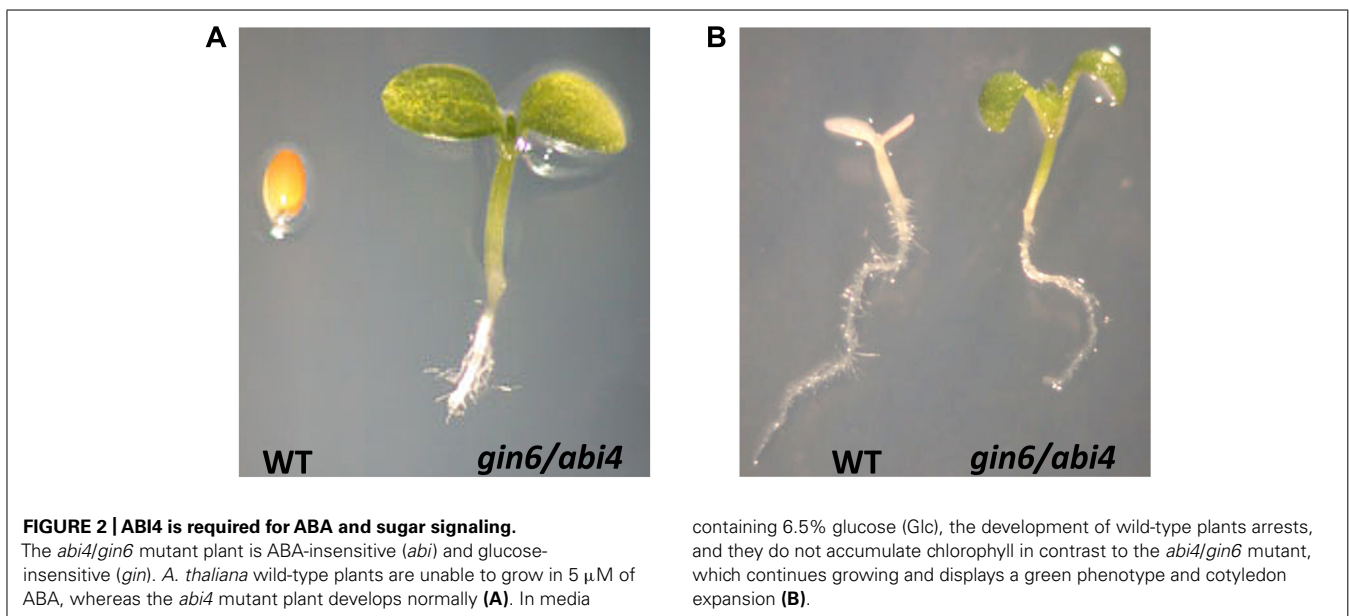 A
B
WT
gin6/abi4
WT
gin6/abi4
FIGURE 2 | ABI4 is required for ABA and sugar signaling.
The abi4/gin6 mutant plant is ABA-insensitive (abi) and glucose-
insensitive (gin). A. thaliana wild-type plants are unable to grow in 5 μM of
ABA, whereas the abi4 mutant plant develops normally (A). In media
containing 6.5% glucose (Glc), the development of wild-type plants arrests,
and they do not accumulate chlorophyll in contrast to the abi4/gin6 mutant,
which continues growing and displays a green phenotype and cotyledon
expansion (B).